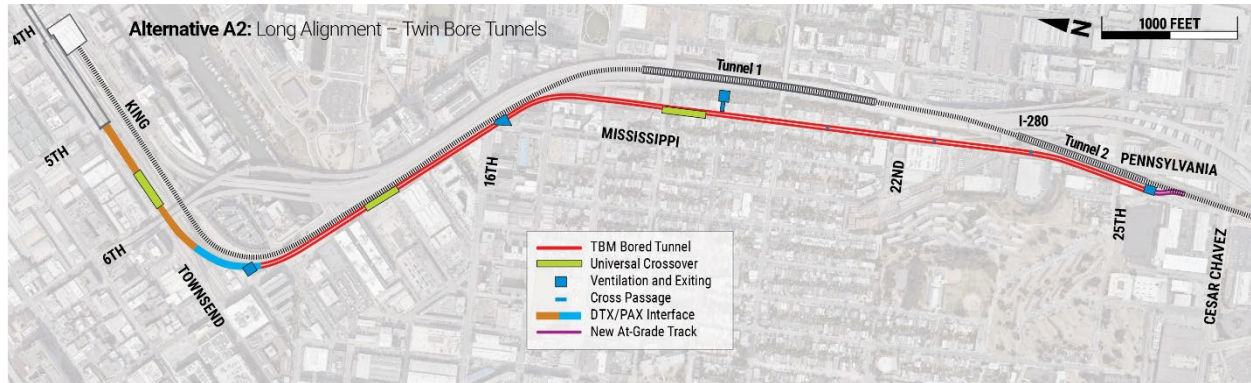 Alternative A2: Long Alignment – Twin Bore Tunnels
N
1000 FEET
4TH
KING
5TH
6TH
TOWNSEND
16TH
Tunnel 1
MISSISSIPPI
I-280
22ND
Tunnel 2
PENNSYLVANIA
25TH
CESAR CHAVEZ
TBM Bored Tunnel
Universal Crossover
Ventilation and Exiting
Cross Passage
DTX/PAX Interface
New At-Grade Track